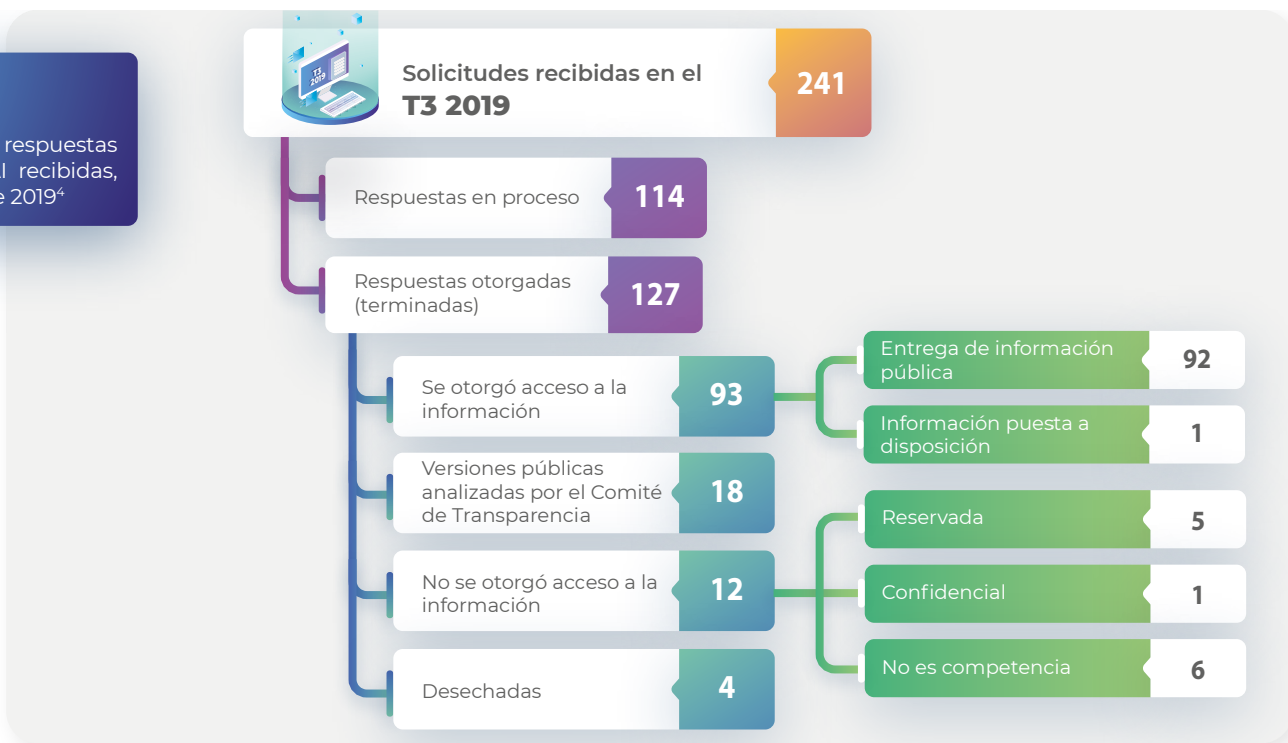 respuestas
recibidas,
2019⁴
T3
2019
Solicitudes recibidas en el
T3 2019
241
Respuestas en proceso
114
Respuestas otorgadas
(terminadas)
127
Se otorgó acceso a la
información
93
Entrega de información
pública
92
Información puesta a
disposición
1
Versiones públicas
analizadas por el Comité
de Transparencia
18
No se otorgó acceso a la
información
12
Reservada
5
Confidencial
1
No es competencia
6
Desechadas
4